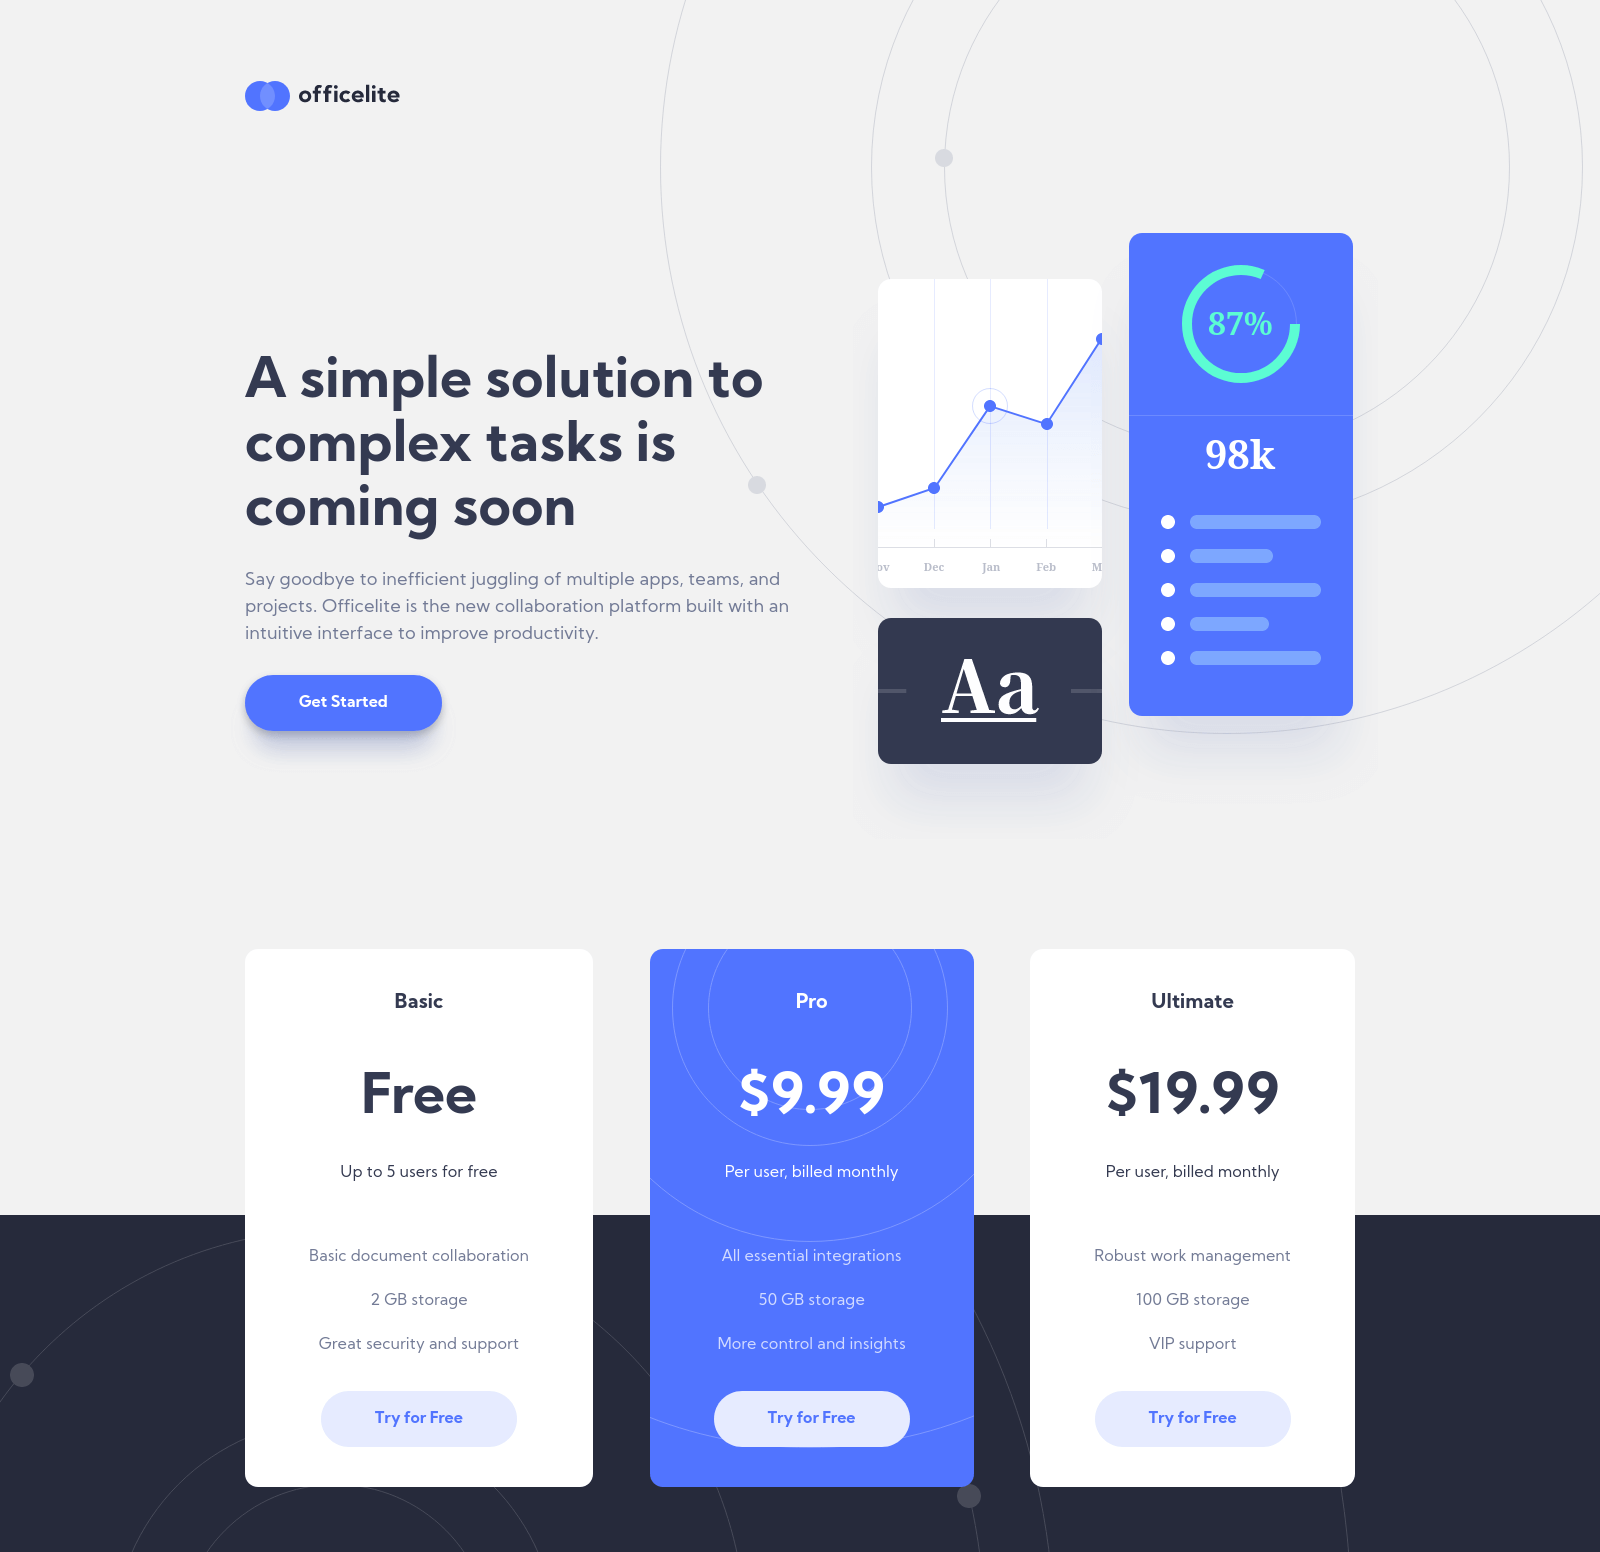 officelite
A simple solution to
complex tasks is
coming soon
Say goodbye to inefficient juggling of multiple apps, teams, and
projects. Officelite is the new collaboration platform built with an
intuitive interface to improve productivity.
Get Started
ov Dec Jan Feb M
Aa
87%
98k
Basic
Free
Up to 5 users for free
Basic document collaboration
2 GB storage
Great security and support
Try for Free
Pro
$9.99
Per user, billed monthly
All essential integrations
50 GB storage
More control and insights
Try for Free
Ultimate
$19.99
Per user, billed monthly
Robust work management
100 GB storage
VIP support
Try for Free